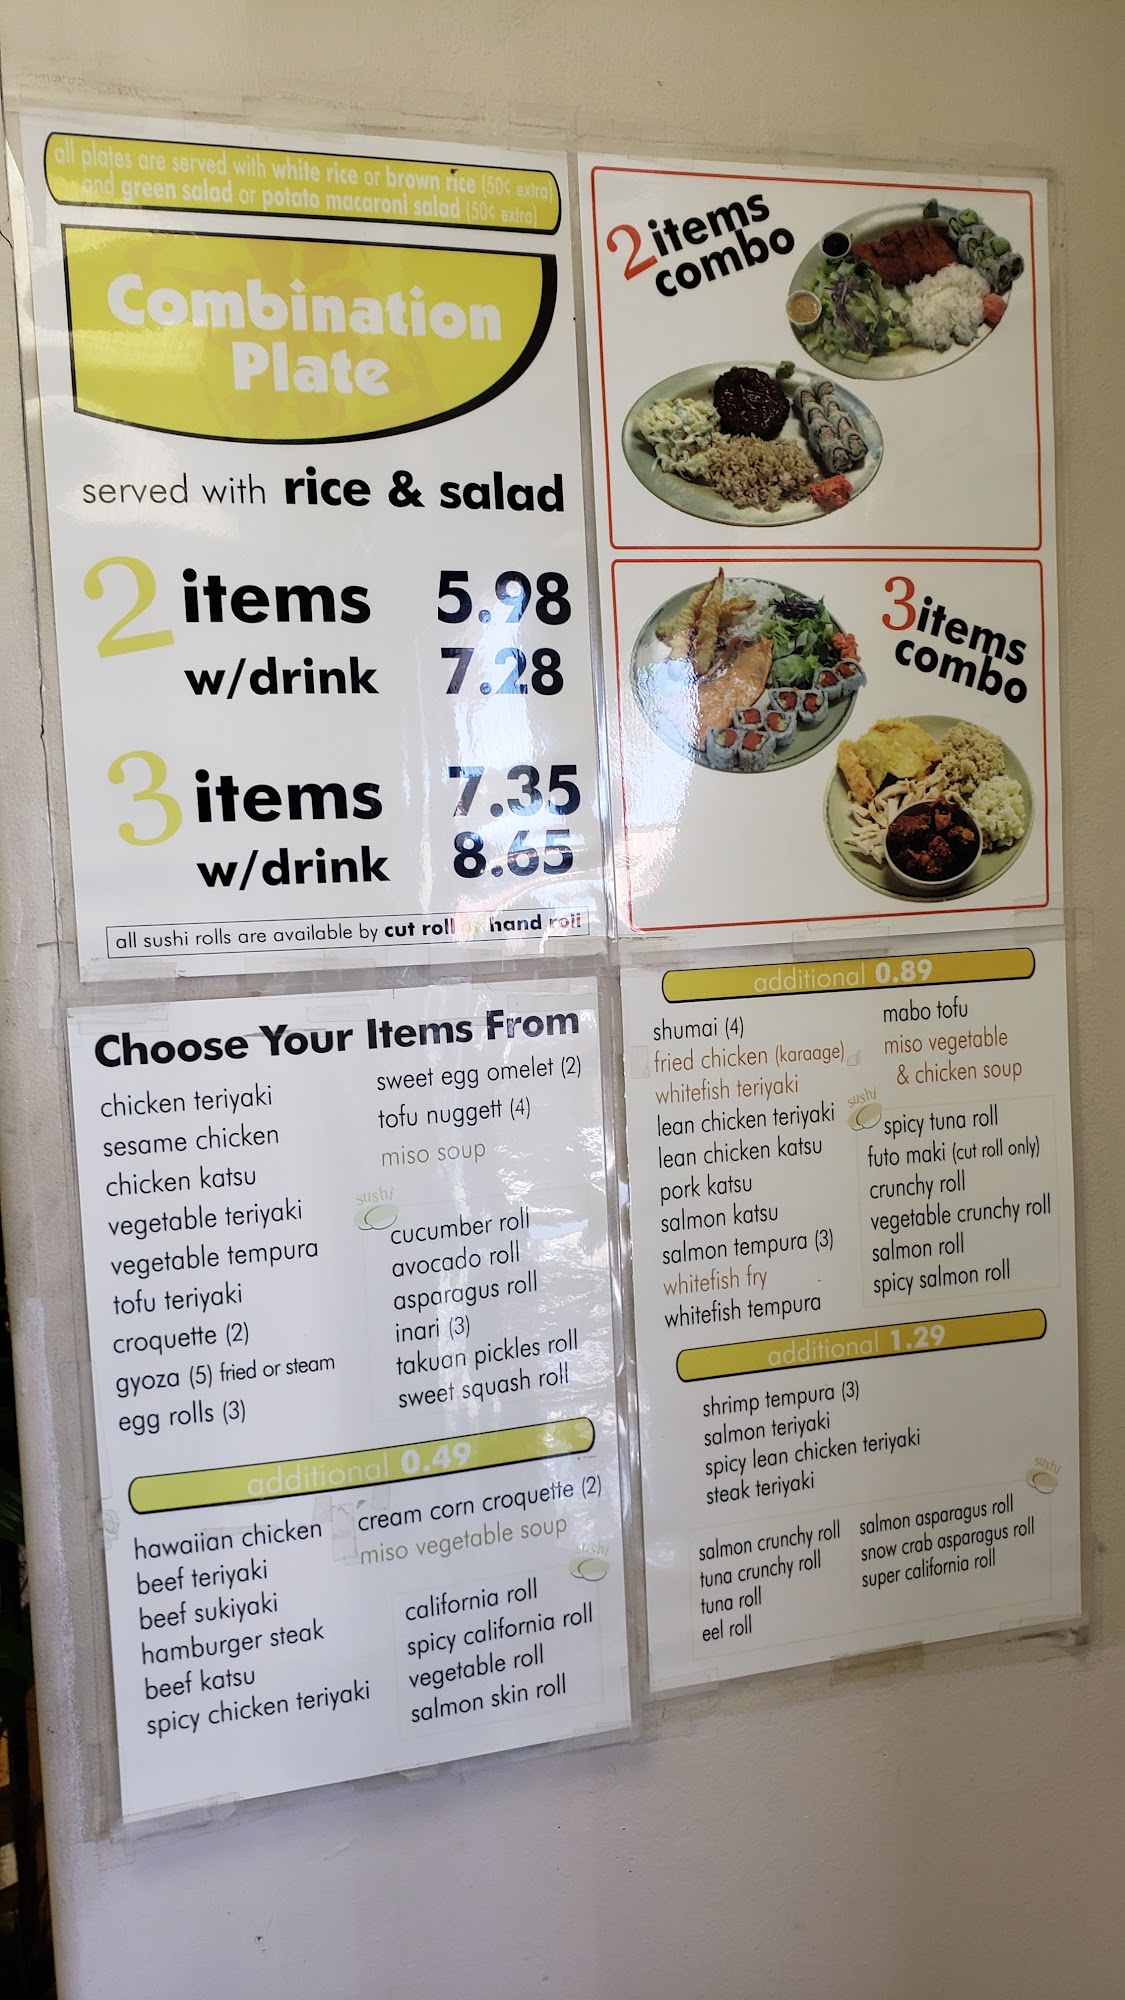 all plates are served with white rice or brown rice (50¢ extra)
and green salad or potato macaroni salad (50¢ extra)
Combination
Plate
served with rice & salad
2 items 5.98
w/drink 7.28
3 items 7.35
w/drink 8.65
all sushi rolls are available by cut roll hand roll
2 items
combo
3 items
combo
Choose Your Items From
chicken teriyaki
sesame chicken
chicken katsu
vegetable teriyaki
vegetable tempura
tofu teriyaki
croquette (2)
gyoza (5) fried or steam
egg rolls (3)
sweet egg omelet (2)
tofu nuggett (4)
miso soup
sushi
cucumber roll
avocado roll
asparagus roll
inari (3)
takuan pickles roll
sweet squash roll
additional 0.49
hawaiian chicken
beef teriyaki
beef sukiyaki
hamburger steak
beef katsu
spicy chicken teriyaki
cream corn croquette (2)
miso vegetable soup
sushi
california roll
spicy california roll
vegetable roll
salmon skin roll
additional 0.89
shumai (4)
fried chicken (karaage)
whitefish teriyaki
lean chicken teriyaki
lean chicken katsu
pork katsu
salmon katsu
salmon tempura (3)
whitefish fry
whitefish tempura
mabo tofu
miso vegetable
& chicken soup
sushi
spicy tuna roll
futo maki (cut roll only)
crunchy roll
vegetable crunchy roll
salmon roll
spicy salmon roll
additional 1.29
shrimp tempura (3)
salmon teriyaki
spicy lean chicken teriyaki
steak teriyaki
sushi
salmon crunchy roll
tuna crunchy roll
tuna roll
eel roll
salmon asparagus roll
snow crab asparagus roll
super california roll